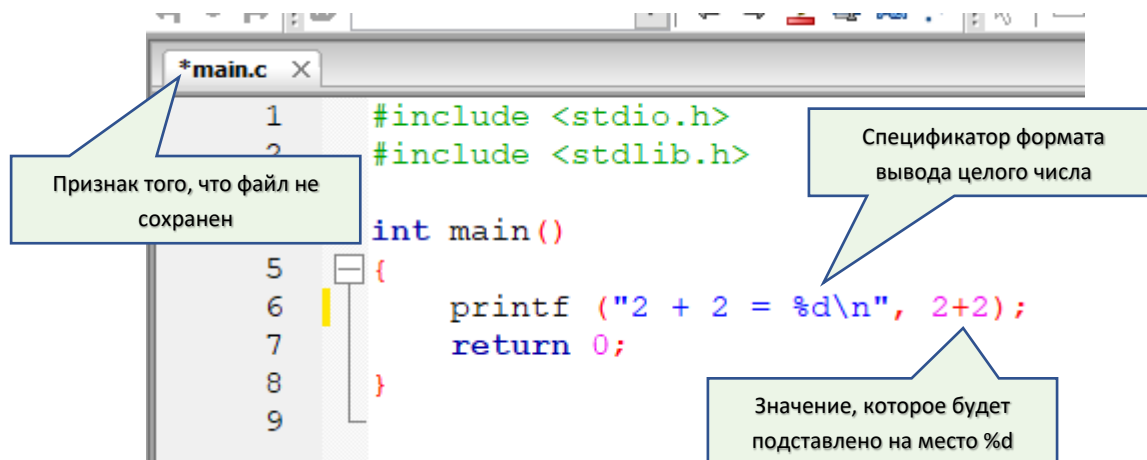 *main.c
1 #include <stdio.h>
2 #include <stdlib.h>
Спецификатор формата
вывода целого числа
Признак того, что файл не
сохранен
int main()
5 {
6 printf ("2 + 2 = %d\n", 2+2);
7 return 0;
8 }
9
Значение, которое будет
подставлено на место %d